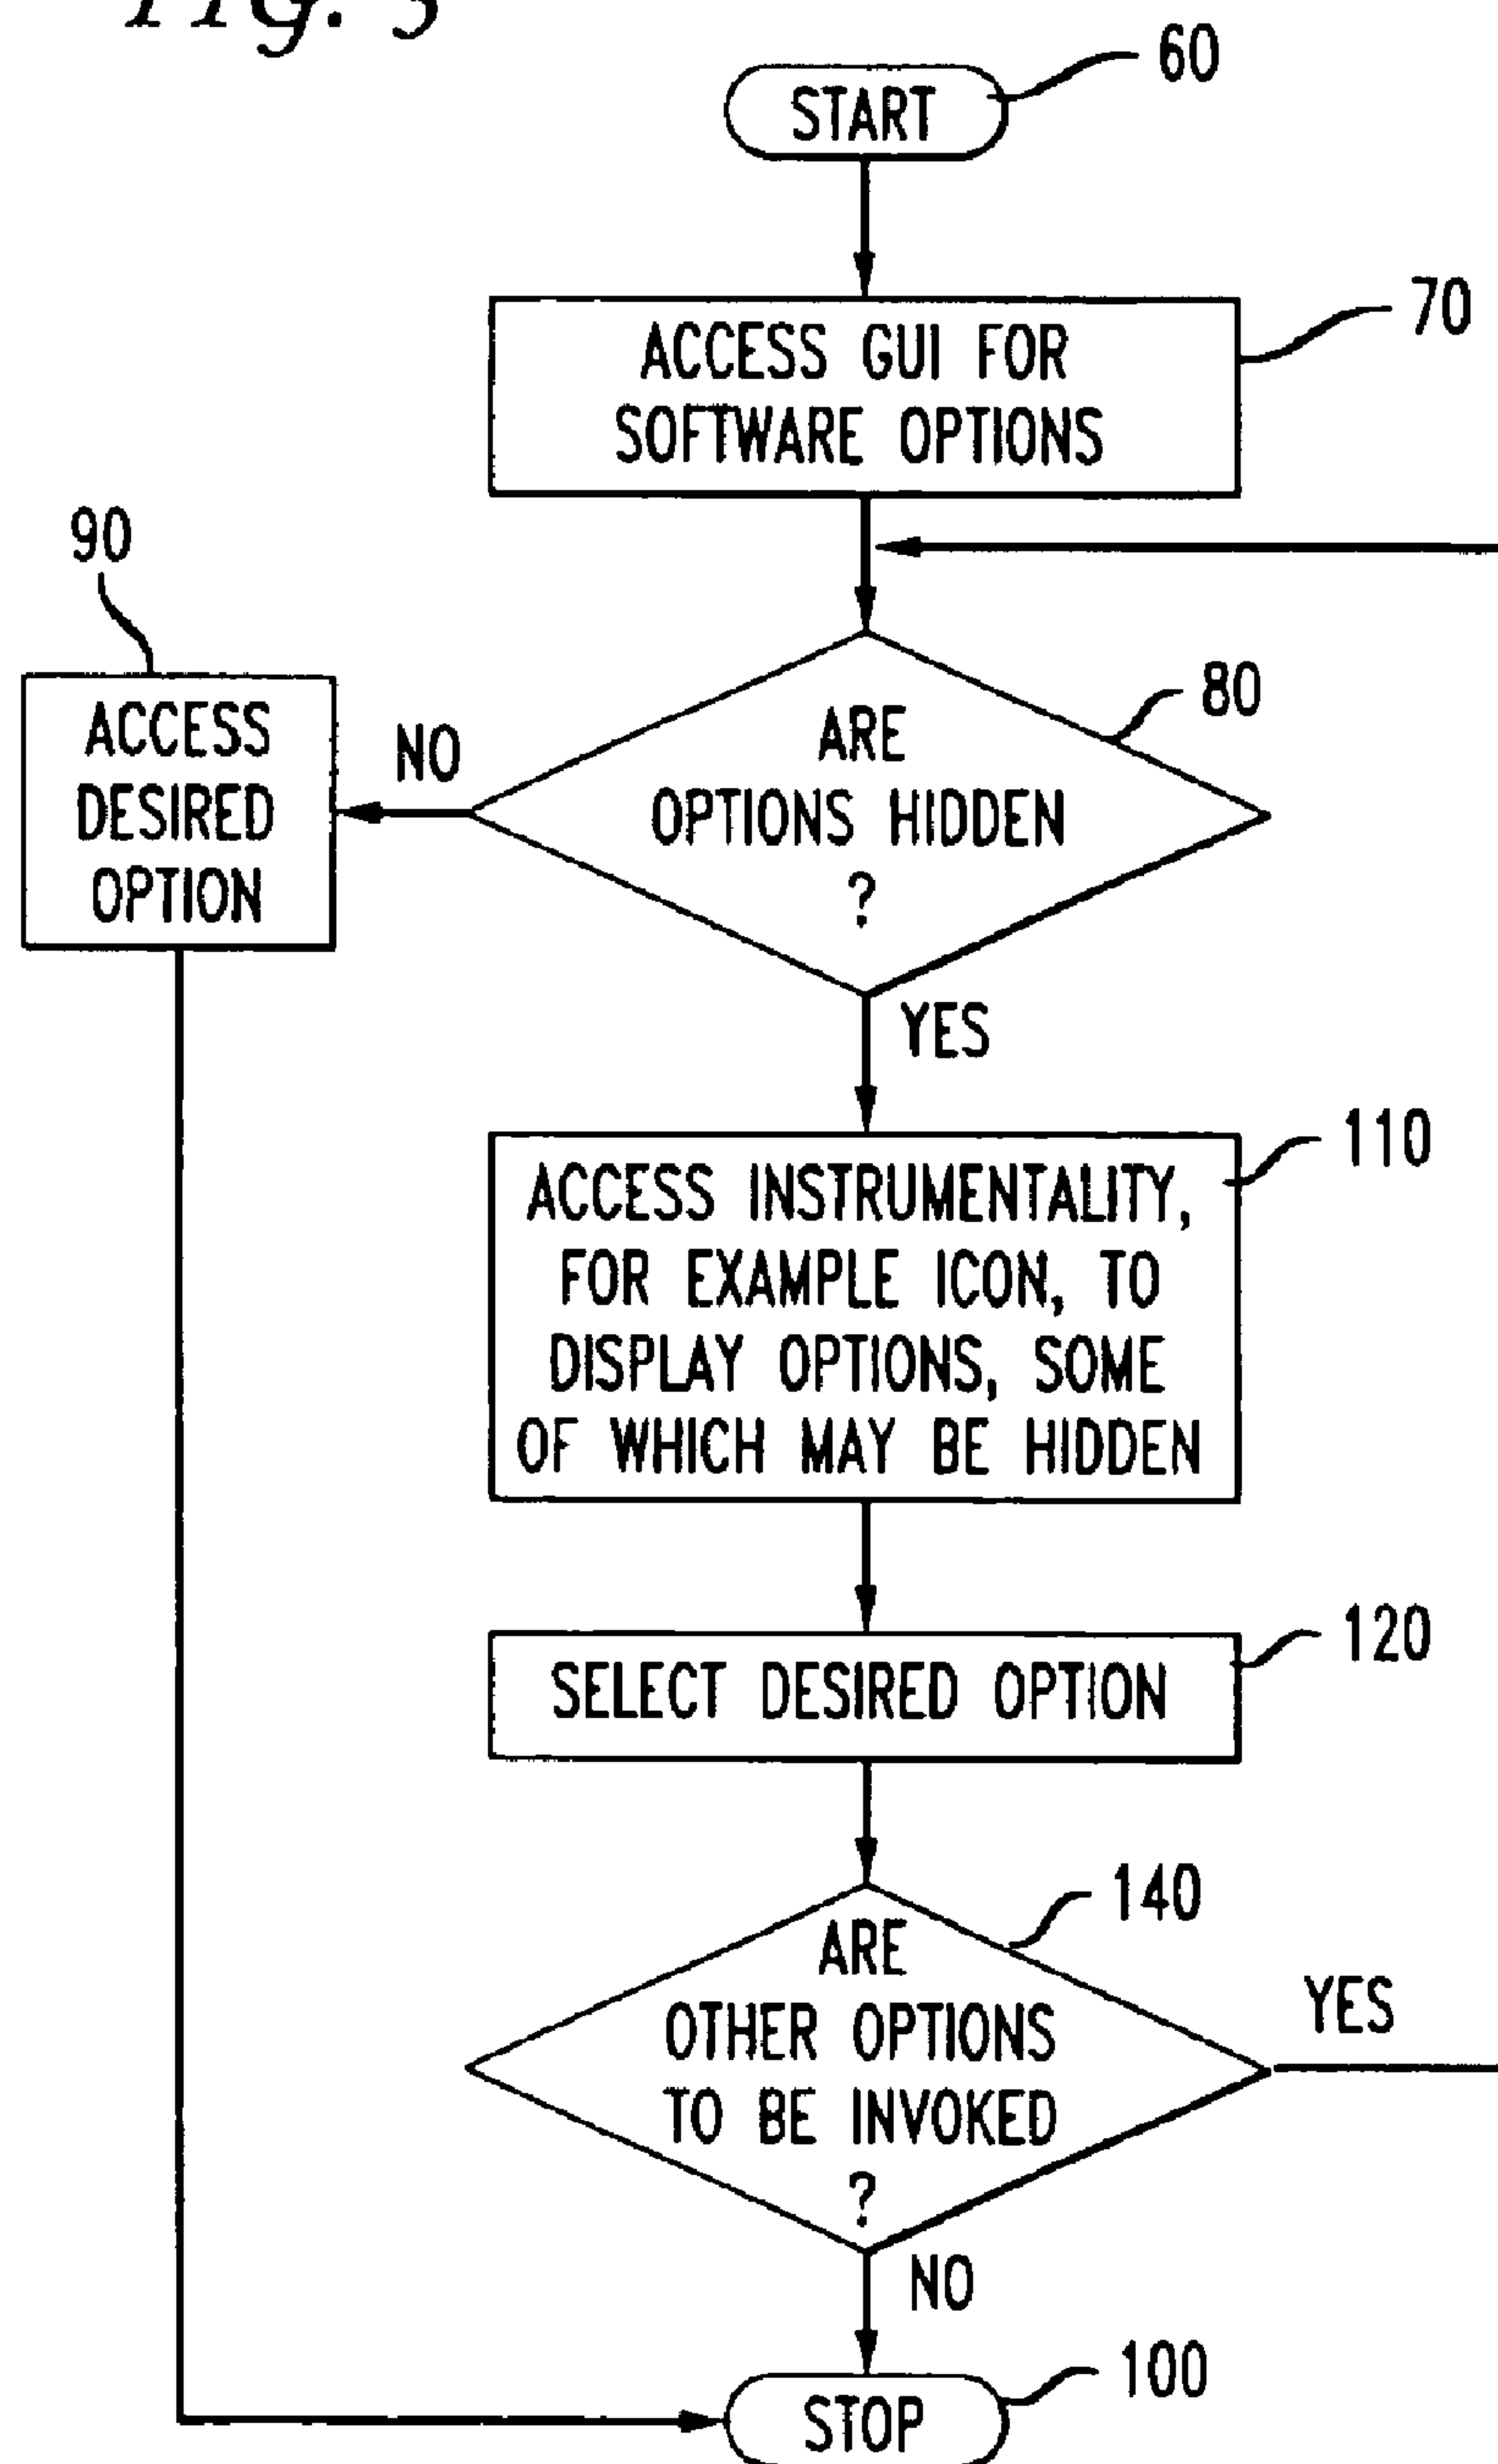 FIG. 3
60
START
70
ACCESS GUI FOR
SOFTWARE OPTIONS
90
80
ACCESS
DESIRED
OPTION
NO
ARE
OPTIONS HIDDEN
?
YES
110
ACCESS INSTRUMENTALITY,
FOR EXAMPLE ICON, TO
DISPLAY OPTIONS, SOME
OF WHICH MAY BE HIDDEN
120
SELECT DESIRED OPTION
140
ARE
OTHER OPTIONS
TO BE INVOKED
?
YES
NO
100
STOP